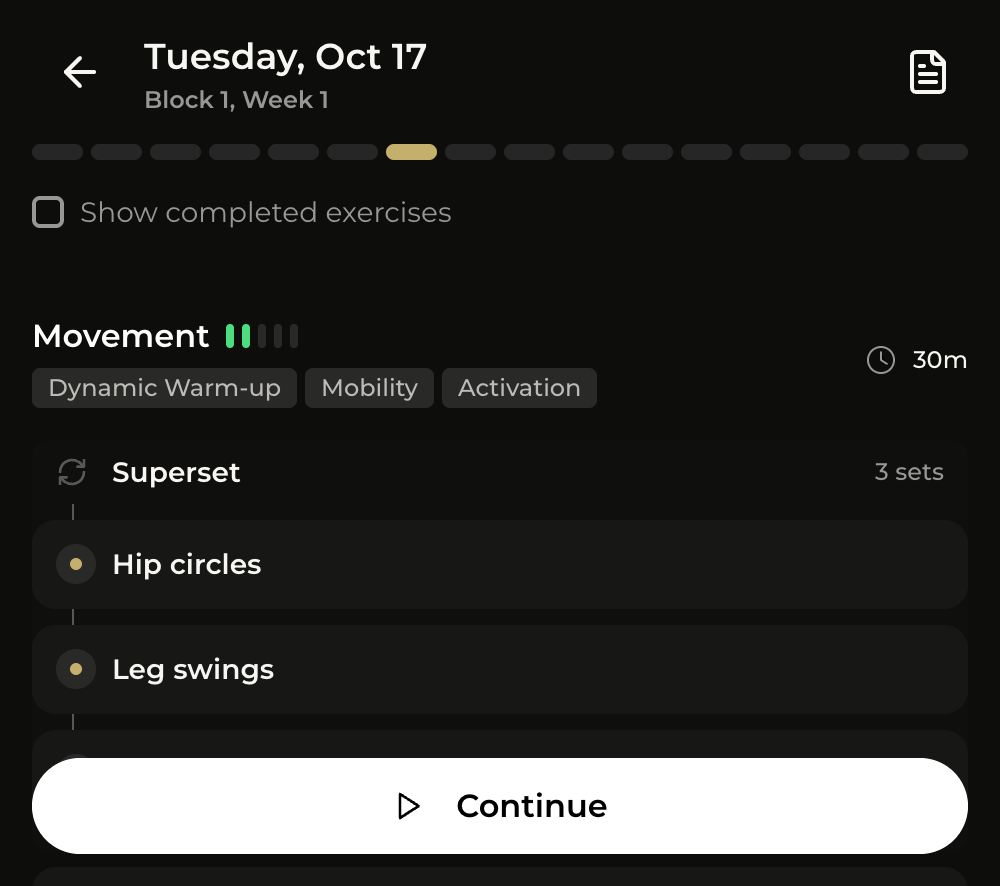 Tuesday, Oct 17
Block 1, Week 1
Show completed exercises
Movement
30m
Dynamic Warm-up Mobility Activation
Superset 3 sets
Hip circles
Leg swings
Continue